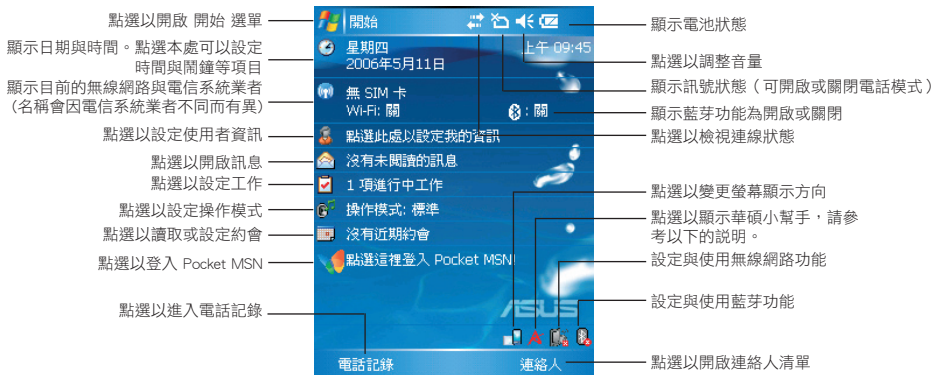 點選以開啟 開始 選單
顯示日期與時間。點選本處可以設定
時間與鬧鐘等項目
顯示目前的無線網路與電信系統業者
(名稱會因電信系統業者不同而有異)
點選以設定使用者資訊
點選以開啟訊息
點選以設定工作
點選以設定操作模式
點選以讀取或設定約會
點選以登入 Pocket MSN
點選以進入電話記錄
開始
星期四
2006年5月11日
上午 09:45
無 SIM 卡
Wi-Fi: 關
: 關
點選此處以設定我的資訊
沒有未閱讀的訊息
1 項進行中工作
操作模式: 標準
沒有近期約會
點選這裡登入 Pocket MSN!
ASUS
電話記錄
連絡人
顯示電池狀態
點選以調整音量
顯示訊號狀態（可開啟或關閉電話模式）
顯示藍芽功能為開啟或關閉
點選以檢視連線狀態
點選以變更螢幕顯示方向
點選以顯示華碩小幫手，請參
考以下的說明。
設定與使用無線網路功能
設定與使用藍芽功能
點選以開啟連絡人清單